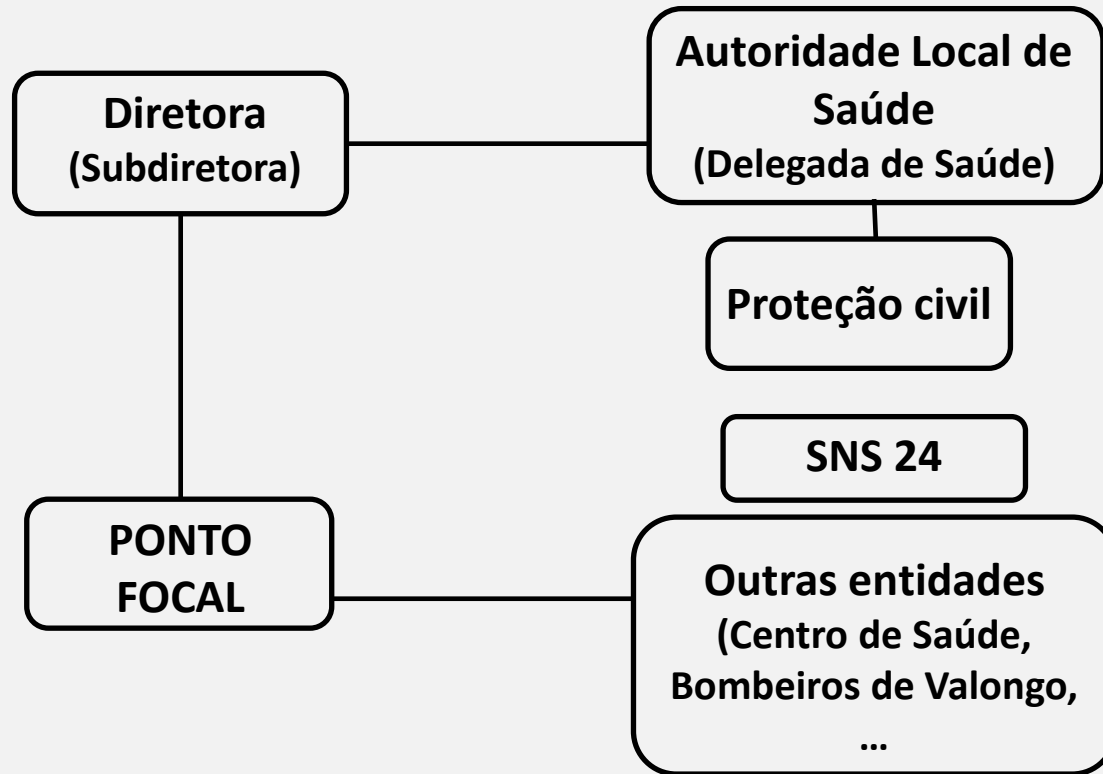 Diretora
(Subdiretora)
Autoridade Local de
Saúde
(Delegada de Saúde)
Proteção civil
SNS 24
PONTO
FOCAL
Outras entidades
(Centro de Saúde,
Bombeiros de Valongo,
...